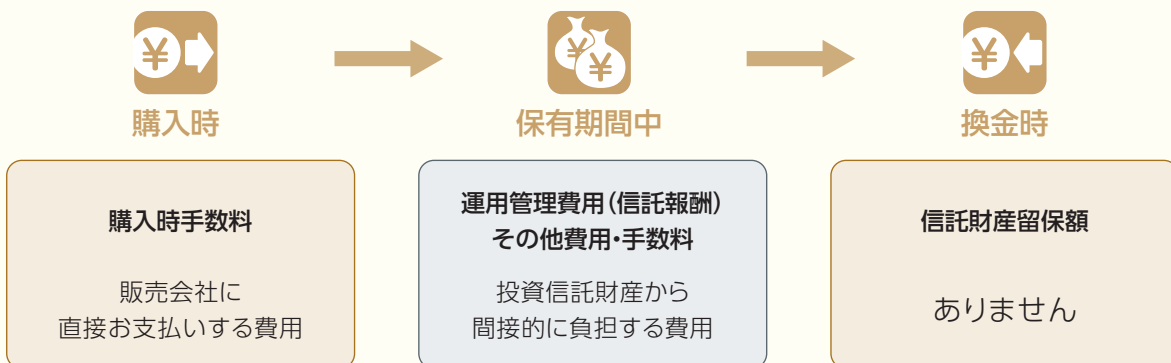 購入時
保有期間中
換金時
購入時手数料
販売会社に
直接お支払いする費用
運用管理費用(信託報酬)
その他費用・手数料
投資信託財産から
間接的に負担する費用
信託財産留保額
ありません